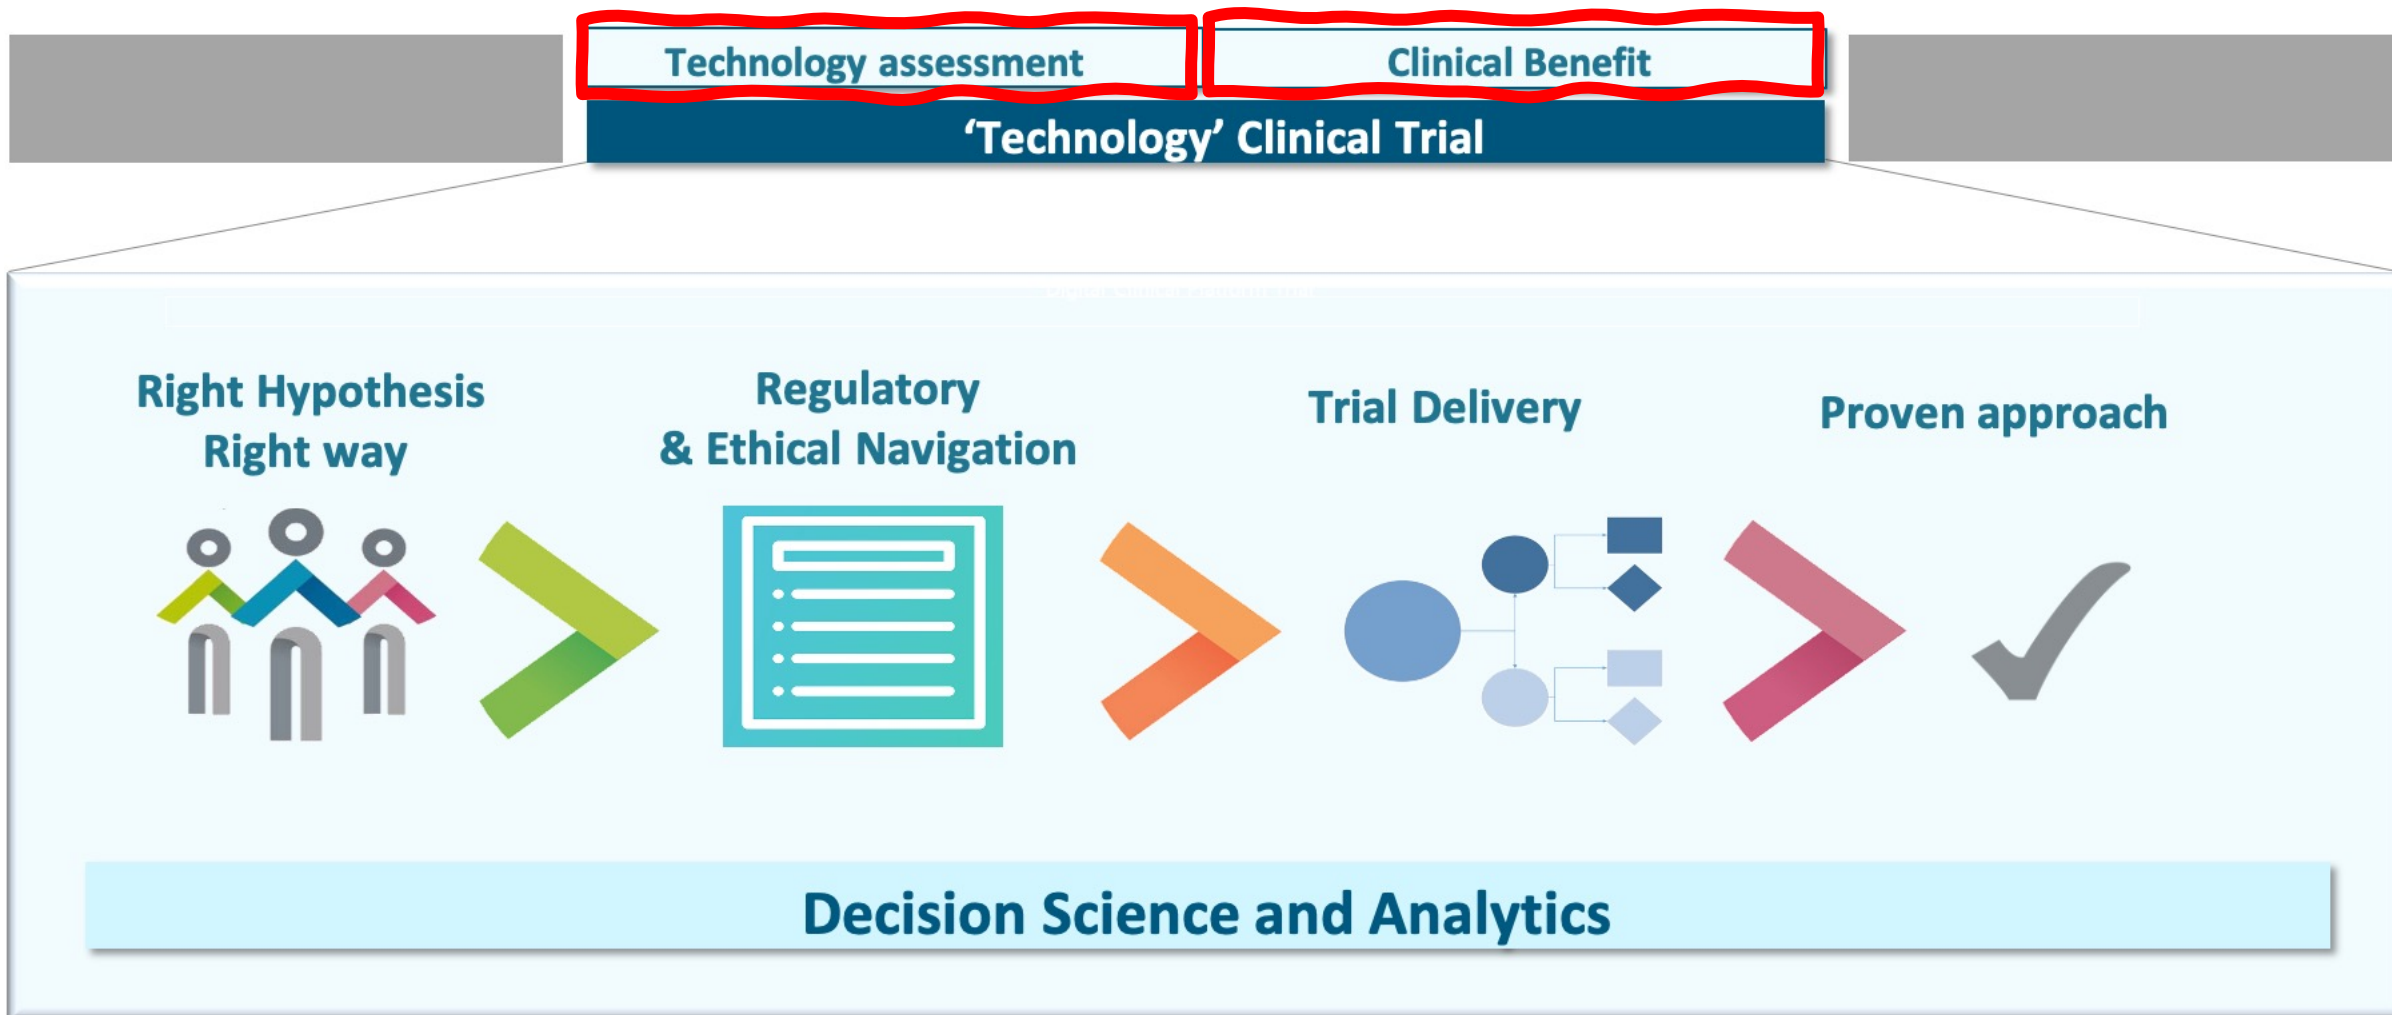 Technology assessment
Clinical Benefit
‘Technology’ Clinical Trial
Right Hypothesis
Right way
Regulatory
& Ethical Navigation
Trial Delivery
Proven approach
Decision Science and Analytics